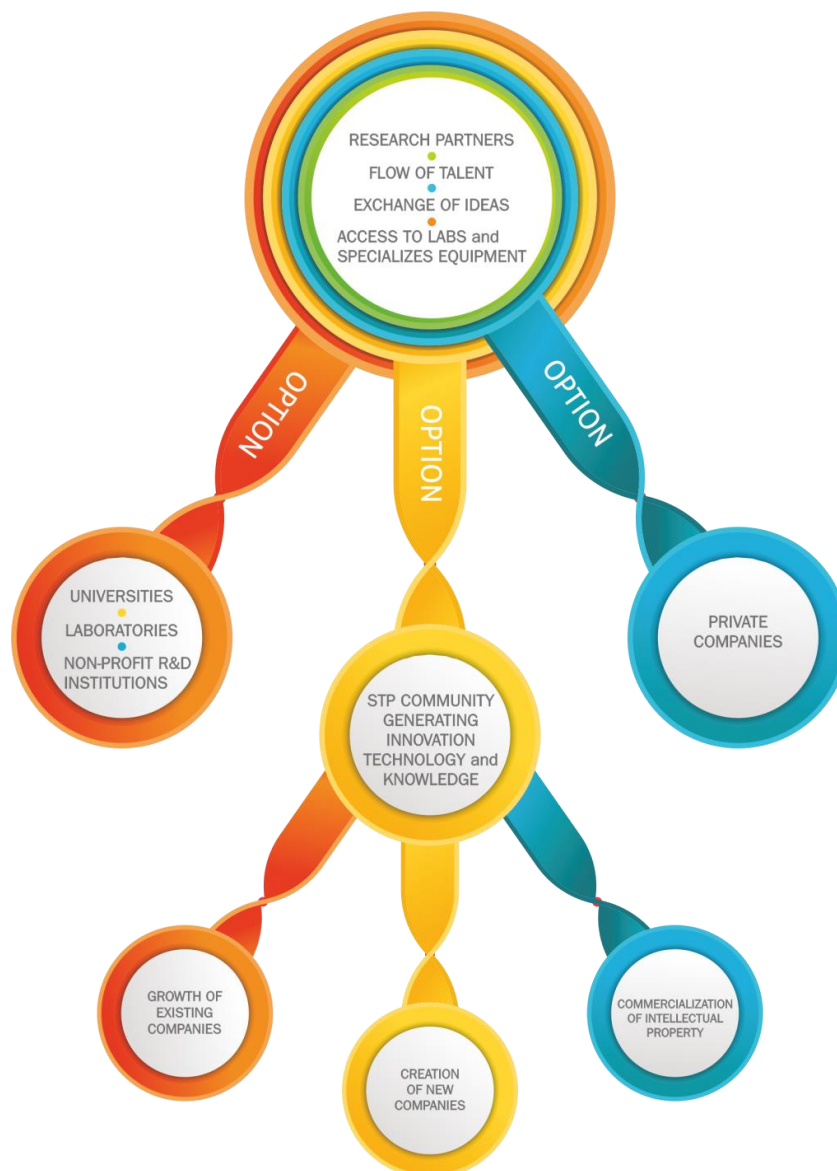 RESEARCH PARTNERS
FLOW OF TALENT
EXCHANGE OF IDEAS
ACCESS TO LABS and
SPECIALIZES EQUIPMENT
OPTION
OPTION
OPTION
UNIVERSITIES
LABORATORIES
NON-PROFIT R&D
INSTITUTIONS
STP COMMUNITY
GENERATING
INNOVATION
TECHNOLOGY and
KNOWLEDGE
PRIVATE
COMPANIES
GROWTH OF
EXISTING
COMPANIES
CREATION
OF NEW
COMPANIES
COMMERCIALIZATION
OF INTELLECTUAL
PROPERTY